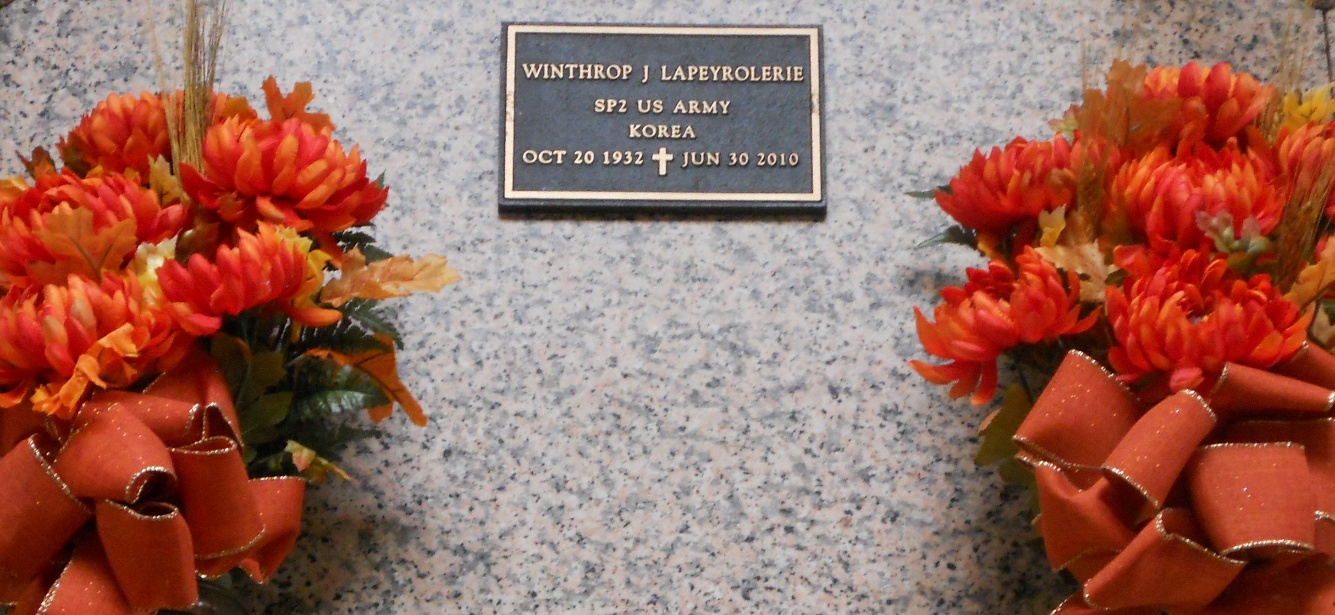 WINTHROP J LAPEYROLERIE
SP2 US ARMY
KOREA
OCT 20 1932 ✝ JUN 30 2010